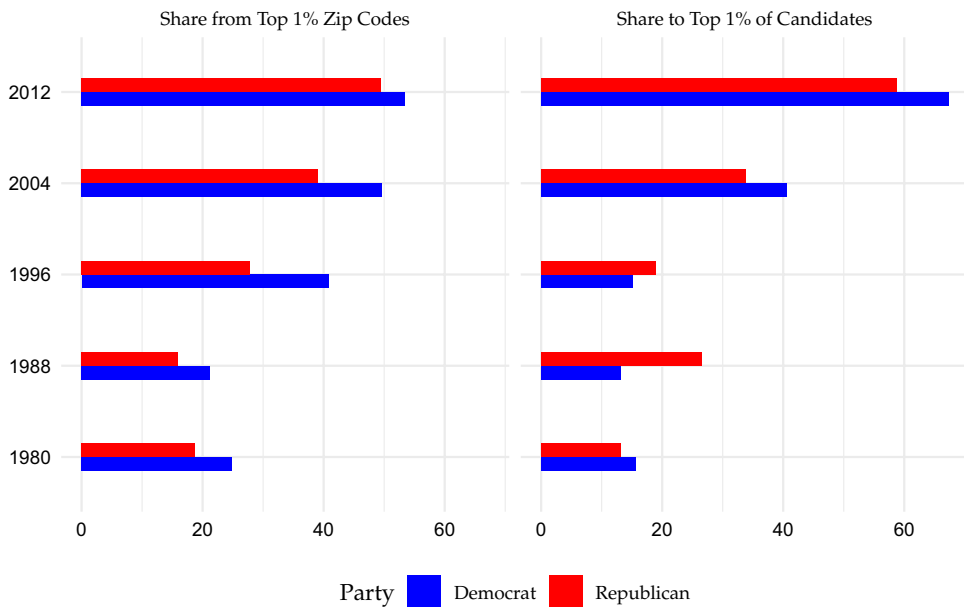 Share from Top 1% Zip Codes
Share to Top 1% of Candidates
2012
2004
1996
1988
1980
0 20 40 60
0 20 40 60
Party Democrat Republican